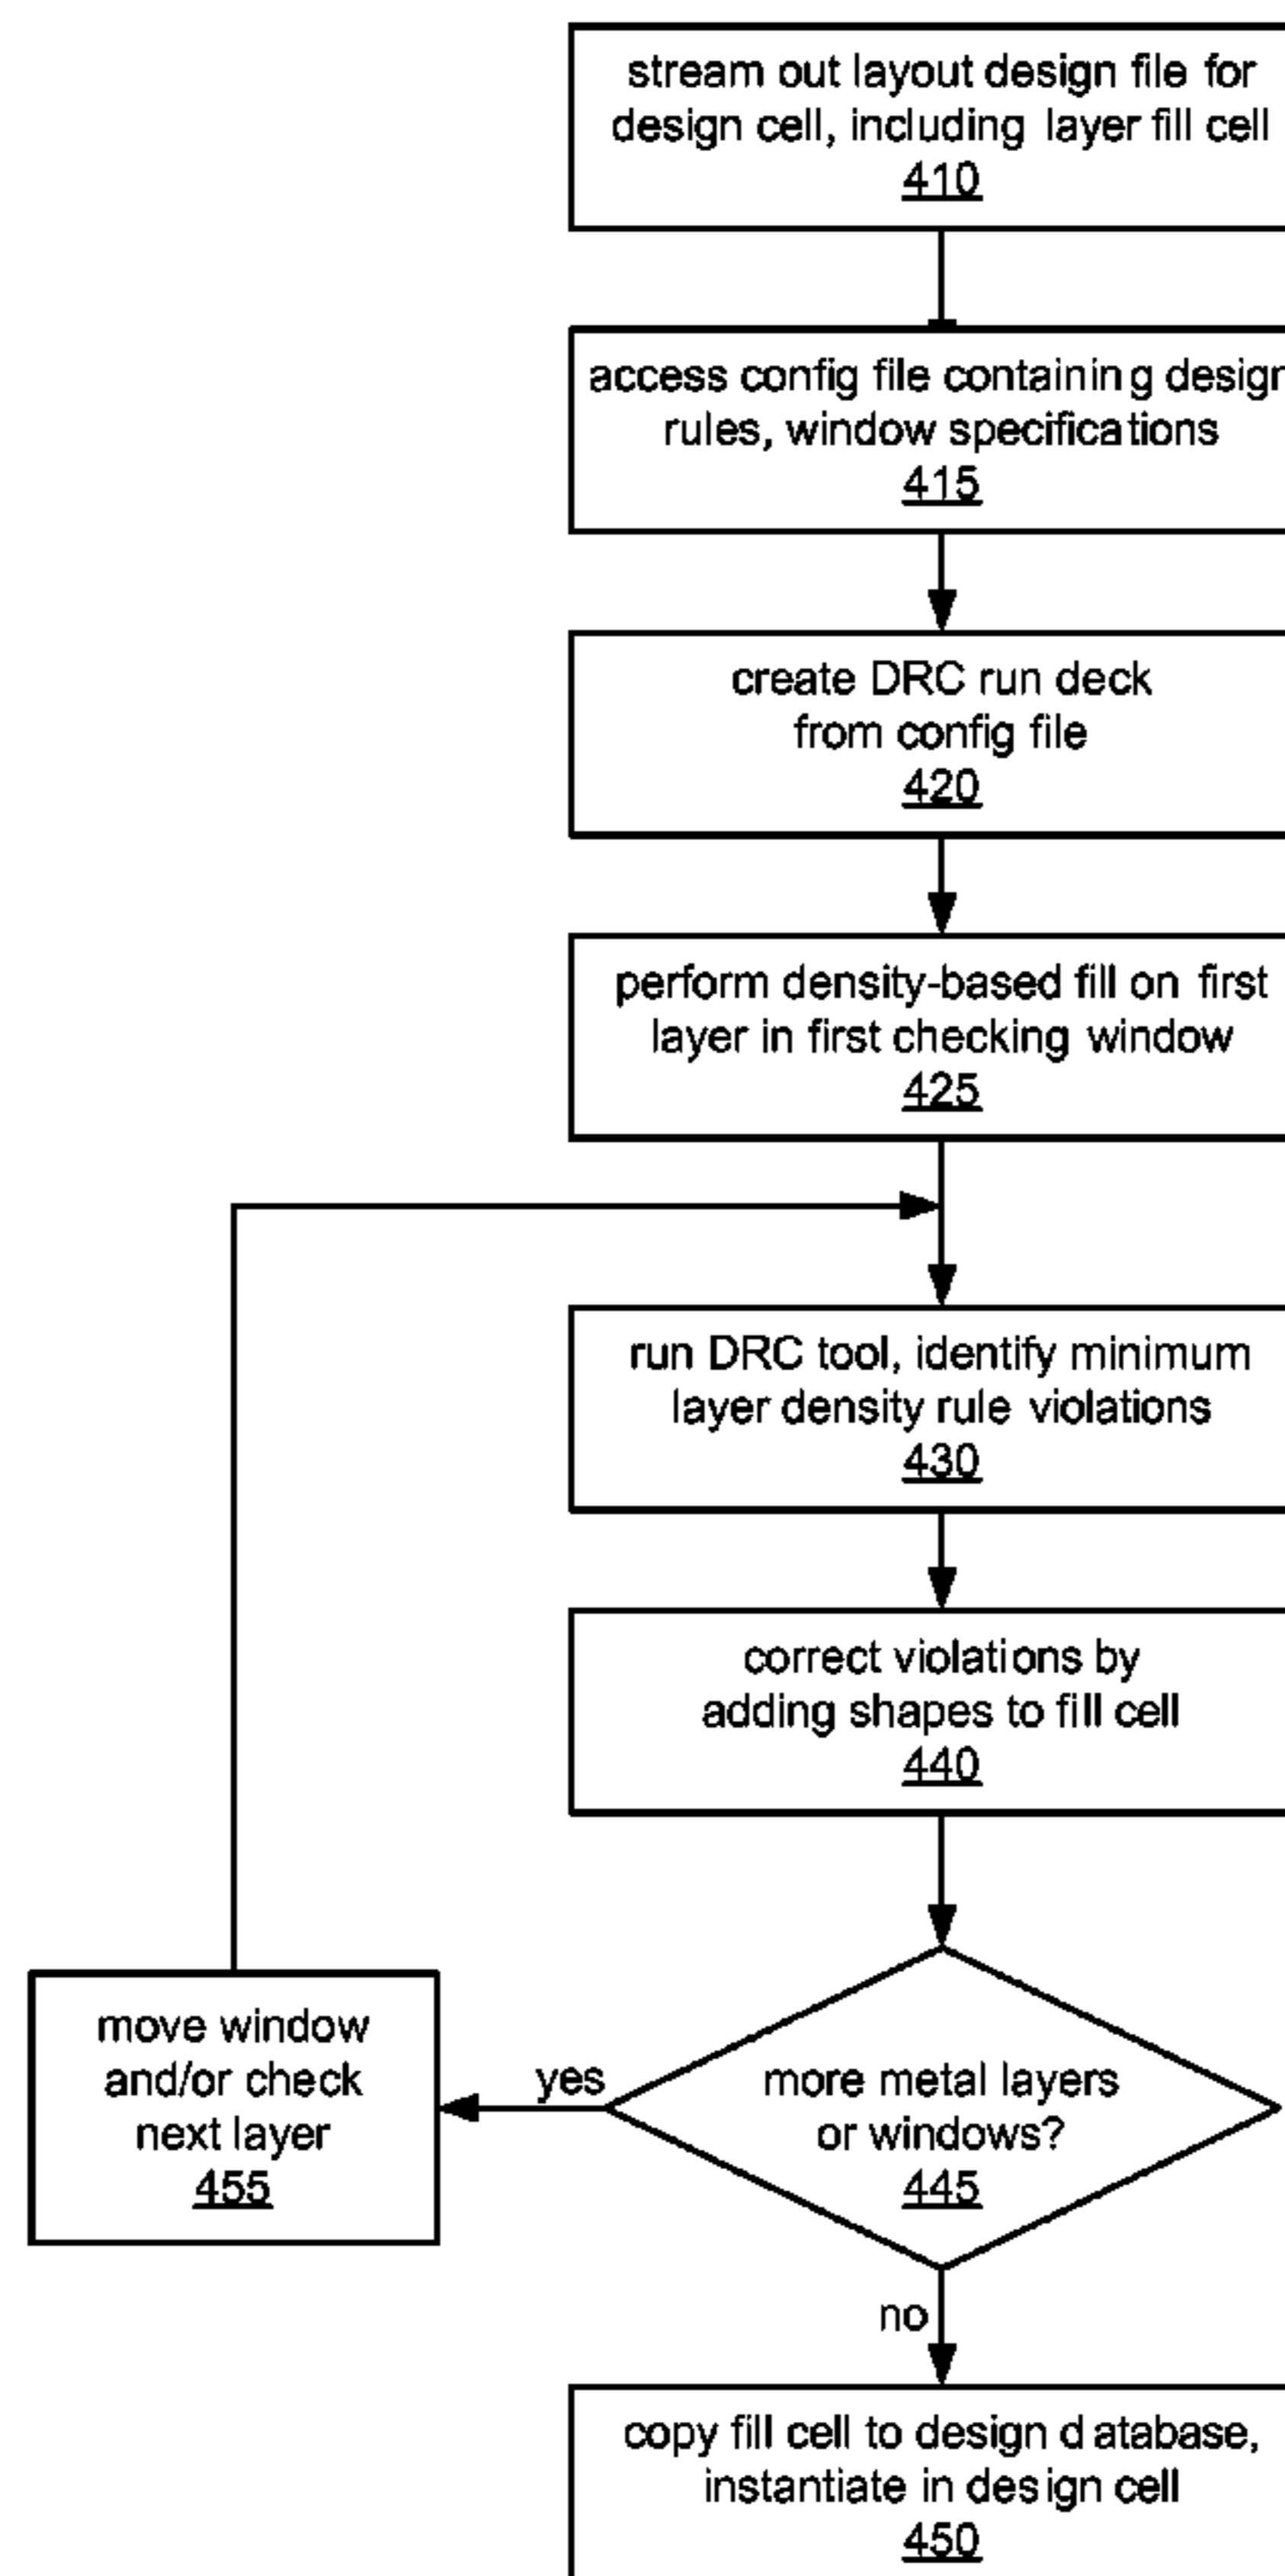 stream out layout design file for
design cell, including layer fill cell
410
access config file containing design
rules, window specifications
415
create DRC run deck
from config file
420
perform density-based fill on first
layer in first checking window
425
run DRC tool, identify minimum
layer density rule violations
430
correct violations by
adding shapes to fill cell
440
more metal layers
or windows?
445
yes
move window
and/or check
next layer
455
no
copy fill cell to design database,
instantiate in design cell
450